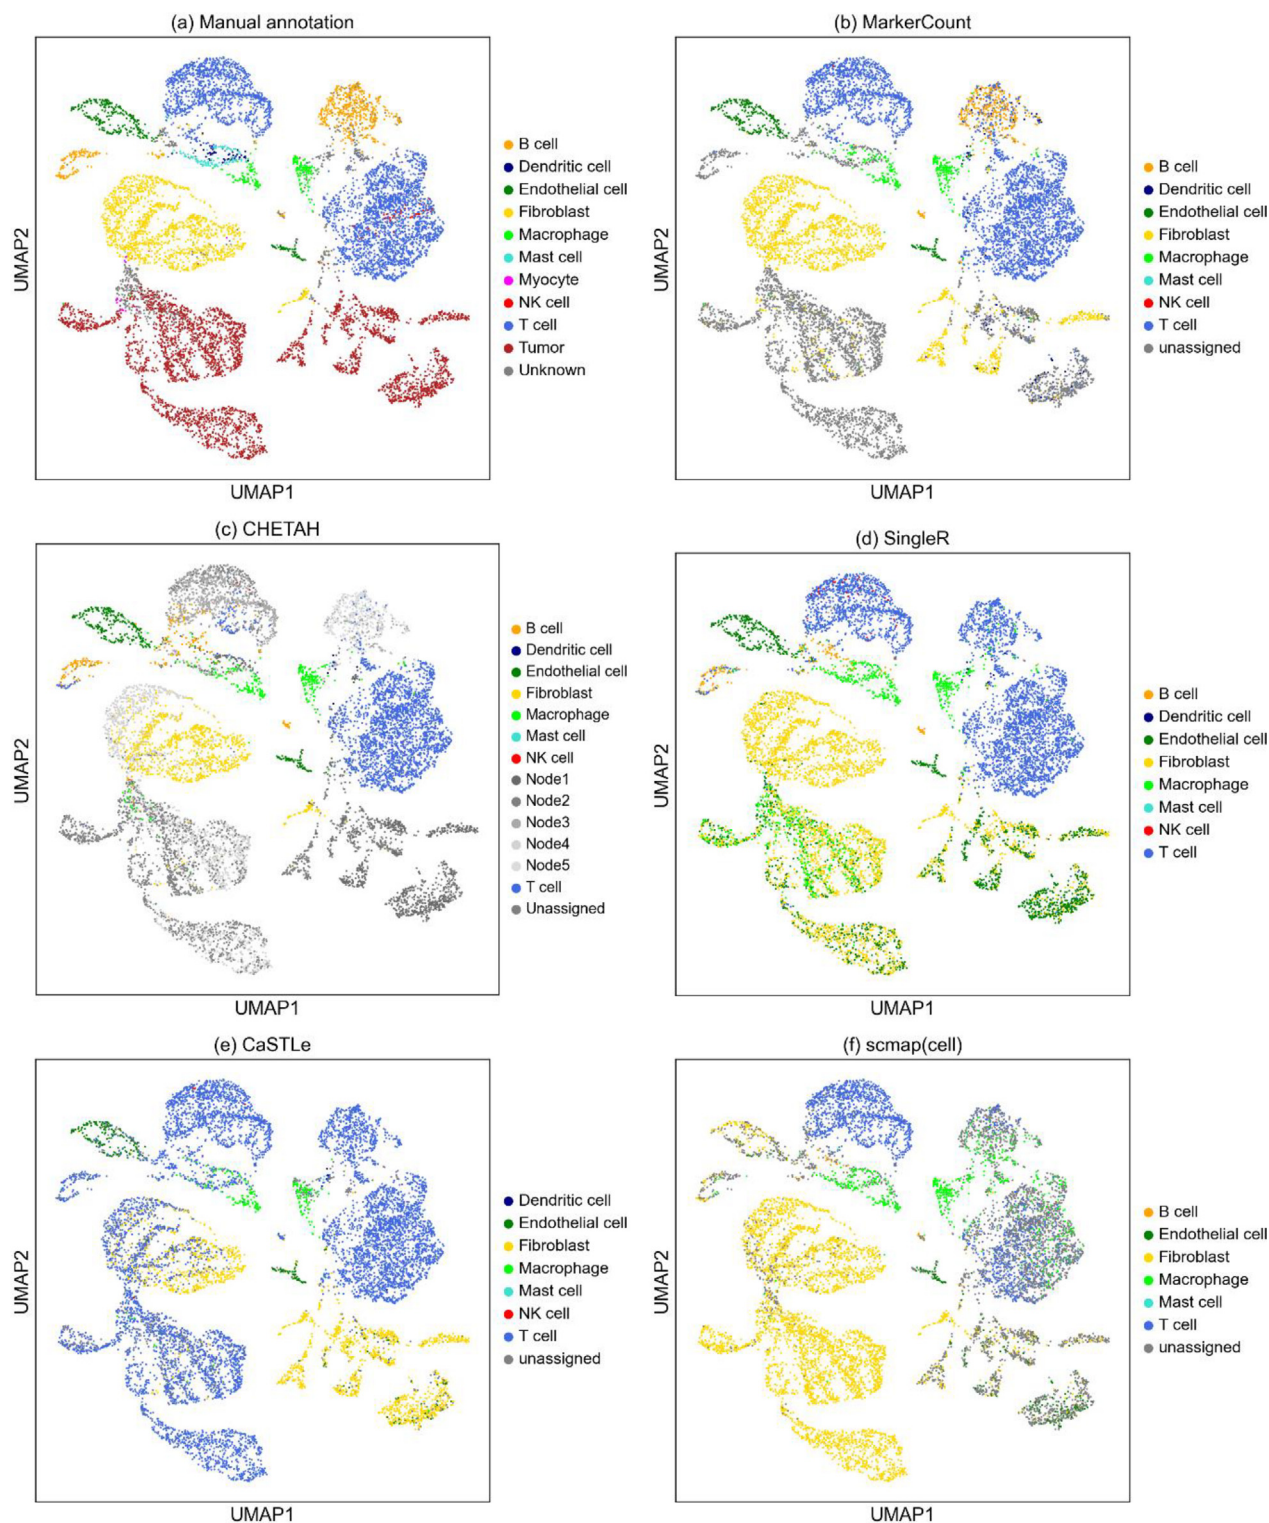 (a) Manual annotation
UMAP2
UMAP1
B cell
Dendritic cell
Endothelial cell
Fibroblast
Macrophage
Mast cell
Myocyte
NK cell
T cell
Tumor
Unknown
(b) MarkerCount
UMAP2
UMAP1
B cell
Dendritic cell
Endothelial cell
Fibroblast
Macrophage
Mast cell
NK cell
T cell
unassigned
(c) CHETAH
UMAP2
UMAP1
B cell
Dendritic cell
Endothelial cell
Fibroblast
Macrophage
Mast cell
NK cell
Node1
Node2
Node3
Node4
Node5
T cell
Unassigned
(d) SingleR
UMAP2
UMAP1
B cell
Dendritic cell
Endothelial cell
Fibroblast
Macrophage
Mast cell
NK cell
T cell
(e) CaSTLe
UMAP2
UMAP1
Dendritic cell
Endothelial cell
Fibroblast
Macrophage
Mast cell
NK cell
T cell
unassigned
(f) scmap(cell)
UMAP2
UMAP1
B cell
Endothelial cell
Fibroblast
Macrophage
Mast cell
T cell
unassigned